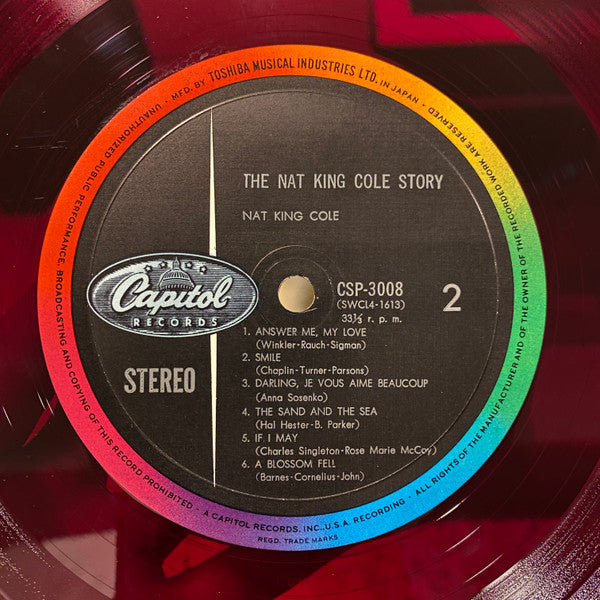 MFD. BY TOSHIBA MUSICAL INDUSTRIES LTD. IN JAPAN •
ALL RIGHTS OF THE MANUFACTURER AND OF THE OWNER OF THE RECORDED WORK ARE RESERVED
UNAUTHORIZED PUBLIC PERFORMANCE, BROADCASTING AND COPYING OF THIS RECORD PROHIBITED •
A CAPITOL RECORDS, INC., U.S.A. RECORDING •
REGD. TRADE MARKS
THE NAT KING COLE STORY
NAT KING COLE
Capitol
RECORDS
STEREO
CSP-3008
(SWCL4-1613)
33⅓ r. p. m.
2
1. ANSWER ME, MY LOVE
(Winkler-Rauch-Sigman)
2. SMILE
(Chaplin-Turner-Parsons)
3. DARLING, JE VOUS AIME BEAUCOUP
(Anna Sosenko)
4. THE SAND AND THE SEA
(Hal Hester-B. Parker)
5. IF I MAY
(Charles Singleton-Rose Marie McCoy)
6. A BLOSSOM FELL
(Barnes-Cornelius-John)